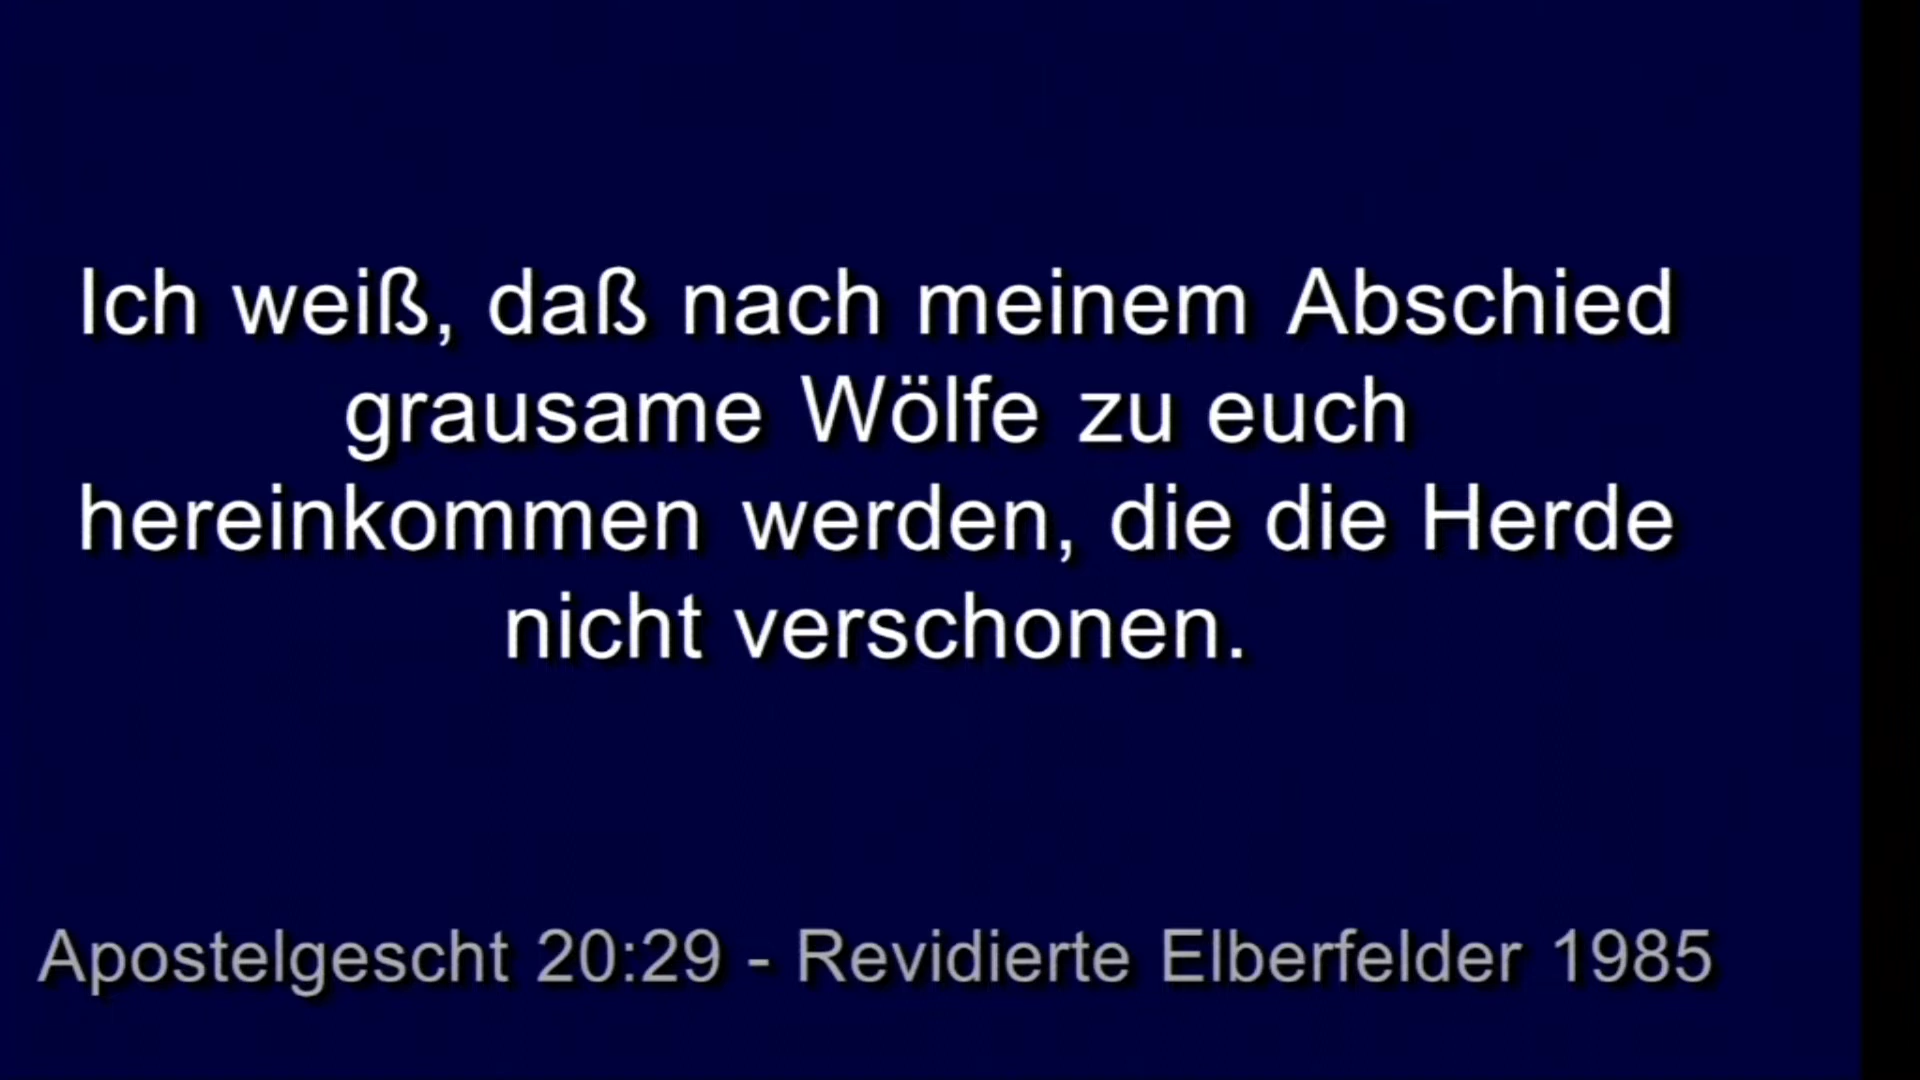 Ich weiß, daß nach meinem Abschied
grausame Wölfe zu euch
hereinkommen werden, die die Herde
nicht verschonen.
Apostelgescht 20:29 - Revidierte Elberfelder 1985